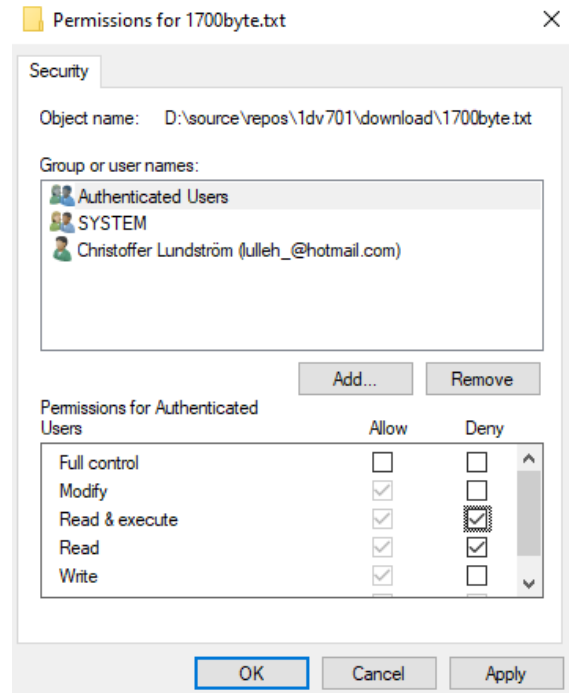 Permissions for 1700byte.txt
Security
Object name: D:\source\repos\1dv701\download\1700byte.txt
Group or user names:
Authenticated Users
SYSTEM
Christoffer Lundström (lulleh_@hotmail.com)
Add... Remove
Permissions for Authenticated
Users Allow Deny
Full control
Modify
Read & execute
Read
Write
OK Cancel Apply